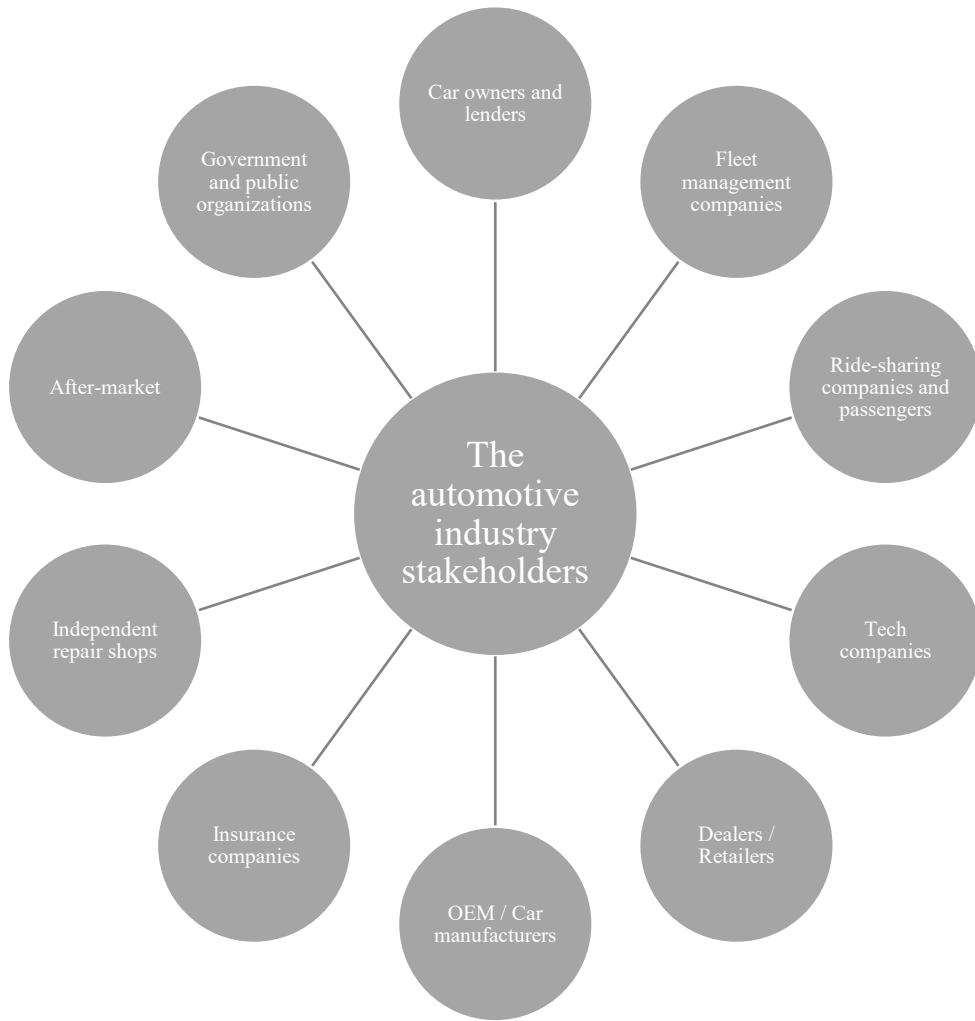 Car owners and
lenders
Fleet
management
companies
Ride-sharing
companies and
passengers
Tech
companies
Dealers /
Retailers
OEM / Car
manufacturers
Insurance
companies
Independent
repair shops
After-market
Government
and public
organizations
The
automotive
industry
stakeholders